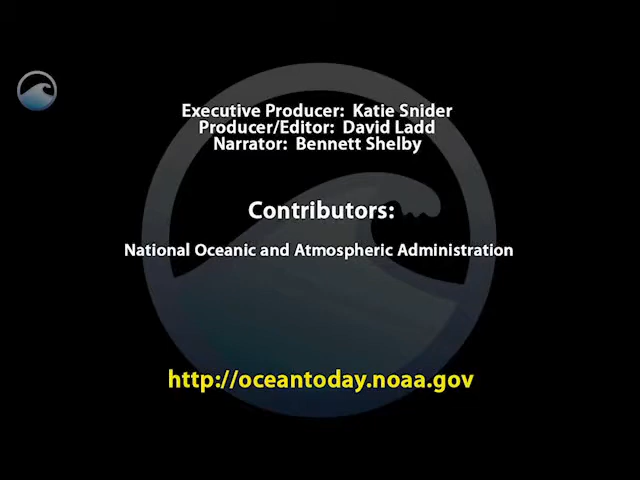 Executive Producer: Katie Snider
Producer/Editor: David Ladd
Narrator: Bennett Shelby
Contributors:
National Oceanic and Atmospheric Administration
http://oceantoday.noaa.gov